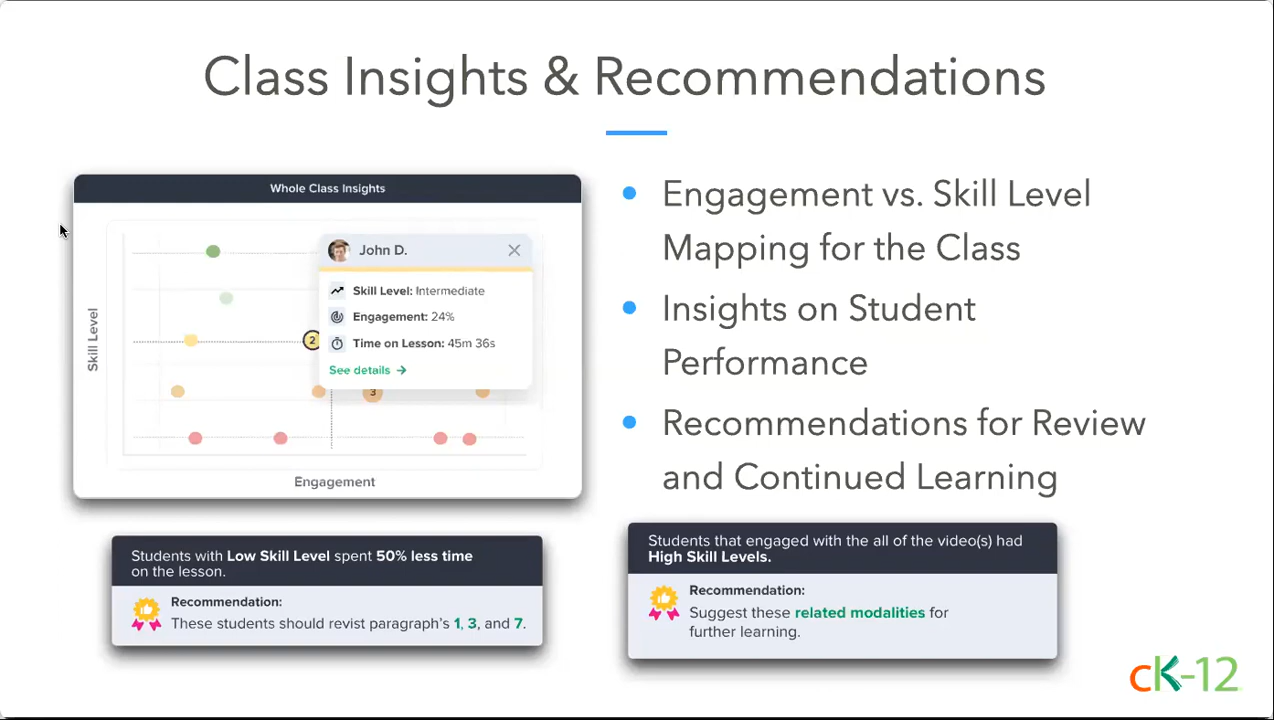 Class Insights & Recommendations
Whole Class Insights
John D.
Skill Level: Intermediate
Engagement: 24%
Time on Lesson: 45m 36s
See details →
2
3
Skill Level
Engagement
• Engagement vs. Skill Level
Mapping for the Class
• Insights on Student
Performance
• Recommendations for Review
and Continued Learning
Students with Low Skill Level spent 50% less time
on the lesson.
Recommendation:
These students should revist paragraph's 1, 3, and 7.
Students that engaged with the all of the video(s) had
High Skill Levels.
Recommendation:
Suggest these related modalities for
further learning.
cK-12